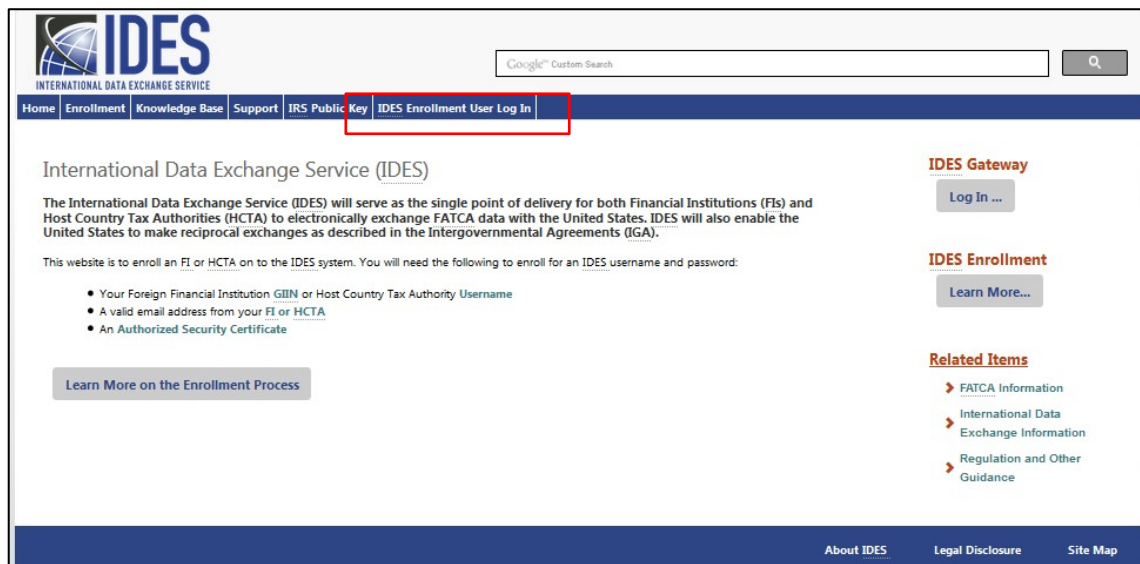 IDES
INTERNATIONAL DATA EXCHANGE SERVICE
Google™ Custom Search
Home Enrollment Knowledge Base Support IRS Public Key IDES Enrollment User Log In
International Data Exchange Service (IDES)
The International Data Exchange Service (IDES) will serve as the single point of delivery for both Financial Institutions (FIs) and
Host Country Tax Authorities (HCTA) to electronically exchange FATCA data with the United States. IDES will also enable the
United States to make reciprocal exchanges as described in the Intergovernmental Agreements (IGA).
This website is to enroll an FI or HCTA on to the IDES system. You will need the following to enroll for an IDES username and password:
• Your Foreign Financial Institution GIIN or Host Country Tax Authority Username
• A valid email address from your FI or HCTA
• An Authorized Security Certificate
Learn More on the Enrollment Process
IDES Gateway
Log In ...
IDES Enrollment
Learn More...
Related Items
FATCA Information
International Data
Exchange Information
Regulation and Other
Guidance
About IDES Legal Disclosure Site Map